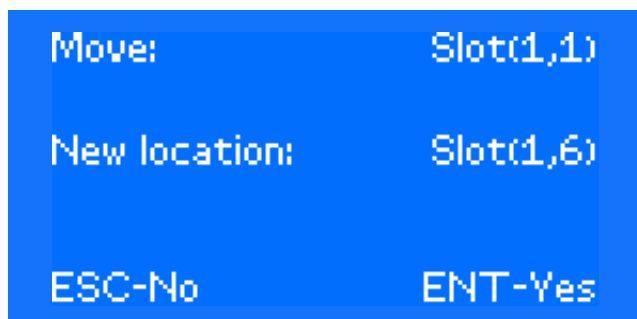 Move: Slot(1,1)
New location: Slot(1,6)
ESC-No ENT-Yes